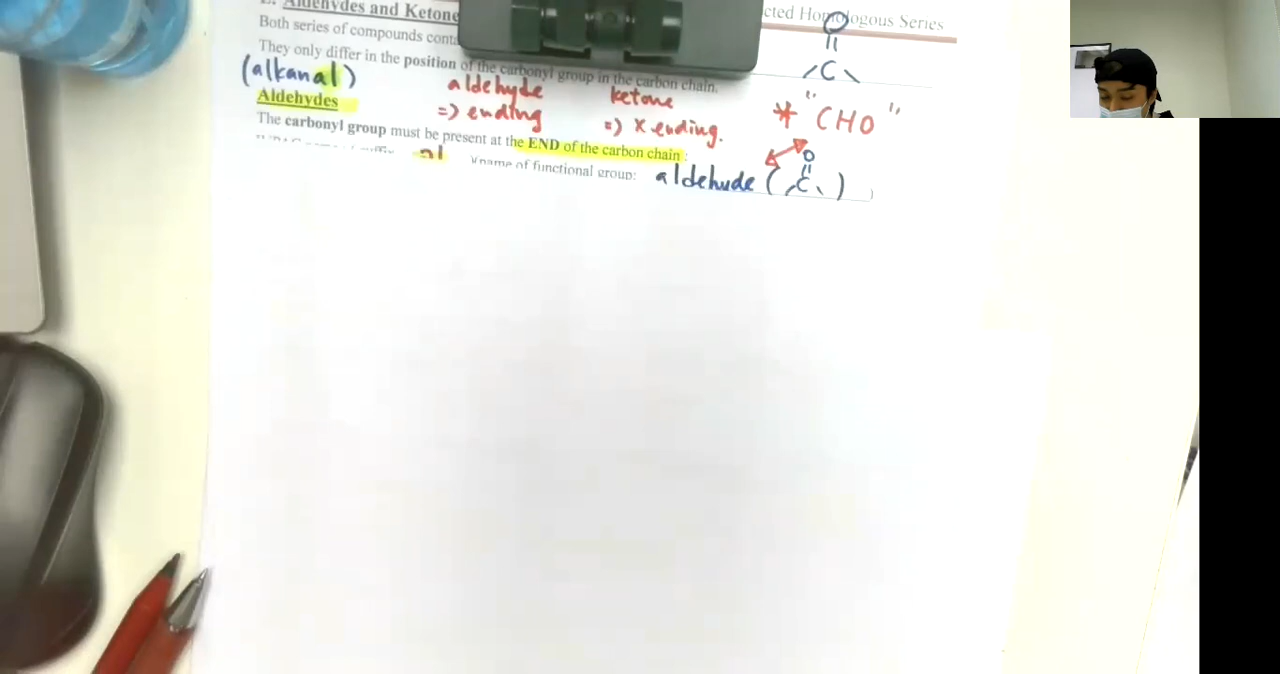 Aldehydes and Ketone
cted Homologous Series
Both series of compounds
They only differ in the position of the carbonyl group in the carbon chain.
O
C
(alkanal)
aldehyde
=> ending
ketone
=) X ending.
* "CHO"
Aldehydes
The carbonyl group must be present at the END of the carbon chain:
al
name of functional group: aldehyde ( C )
O